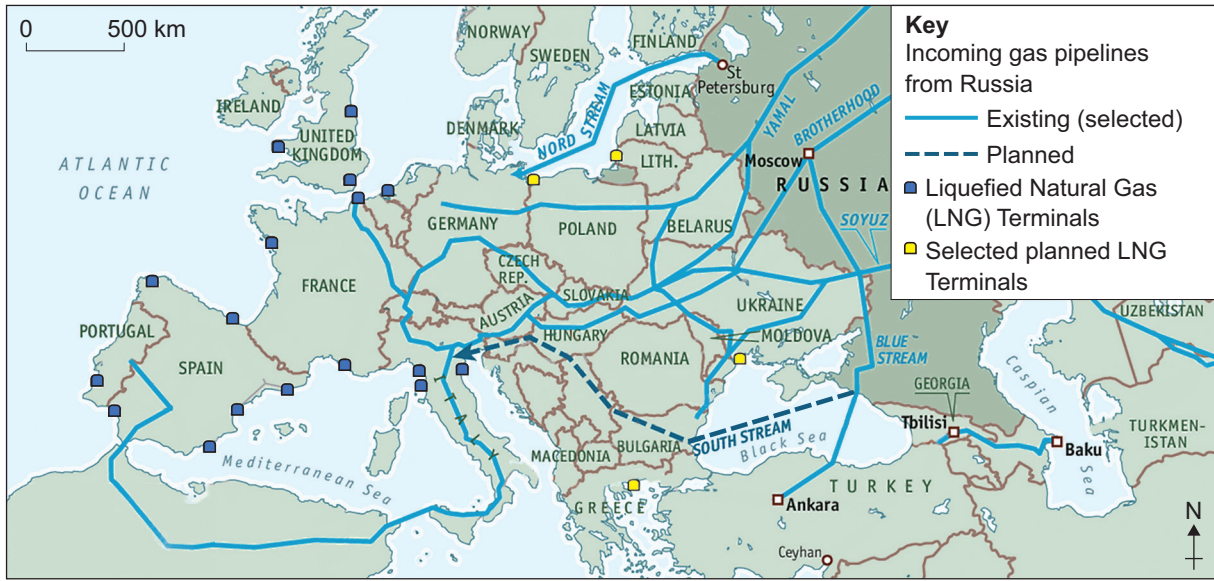 0 500 km
NORWAY
SWEDEN
FINLAND
St
Petersburg
ESTONIA
LATVIA
LITH.
IRELAND
UNITED
KINGDOM
DENMARK
NORD STREAM
YAMAL
BROTHERHOOD
Moscow
RUSSIA
SOYUZ
ATLANTIC
OCEAN
GERMANY
POLAND
BELARUS
CZECH
REP.
FRANCE
AUSTRIA
SLOVAKIA
UKRAINE
HUNGARY
MOLDOVA
ROMANIA
BLUE
STREAM
PORTUGAL
SPAIN
ITALY
GEORGIA
Tbilisi
Caspian
Sea
Baku
UZBEKISTAN
TURKMEN-
ISTAN
SOUTH STREAM
Black Sea
BULGARIA
MACEDONIA
Mediterranean Sea
GREECE
TURKEY
Ankara
Ceyhan
N
Key
Incoming gas pipelines
from Russia
Existing (selected)
Planned
Liquefied Natural Gas
(LNG) Terminals
Selected planned LNG
Terminals